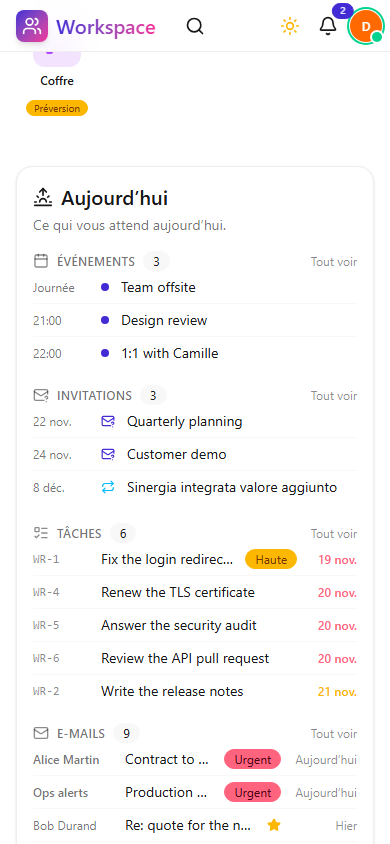 Workspace
2
D
Coffre
Préversion
Aujourd'hui
Ce qui vous attend aujourd'hui.
ÉVÉNEMENTS 3 Tout voir
Journée Team offsite
21:00 Design review
22:00 1:1 with Camille
INVITATIONS 3 Tout voir
22 nov. Quarterly planning
24 nov. Customer demo
8 déc. Sinergia integrata valore aggiunto
TÂCHES 6 Tout voir
WR-1 Fix the login redirec... Haute 19 nov.
WR-4 Renew the TLS certificate 20 nov.
WR-5 Answer the security audit 20 nov.
WR-6 Review the API pull request 20 nov.
WR-2 Write the release notes 21 nov.
E-MAILS 9 Tout voir
Alice Martin Contract to ... Urgent Aujourd'hui
Ops alerts Production ... Urgent Aujourd'hui
Bob Durand Re: quote for the n... Hier